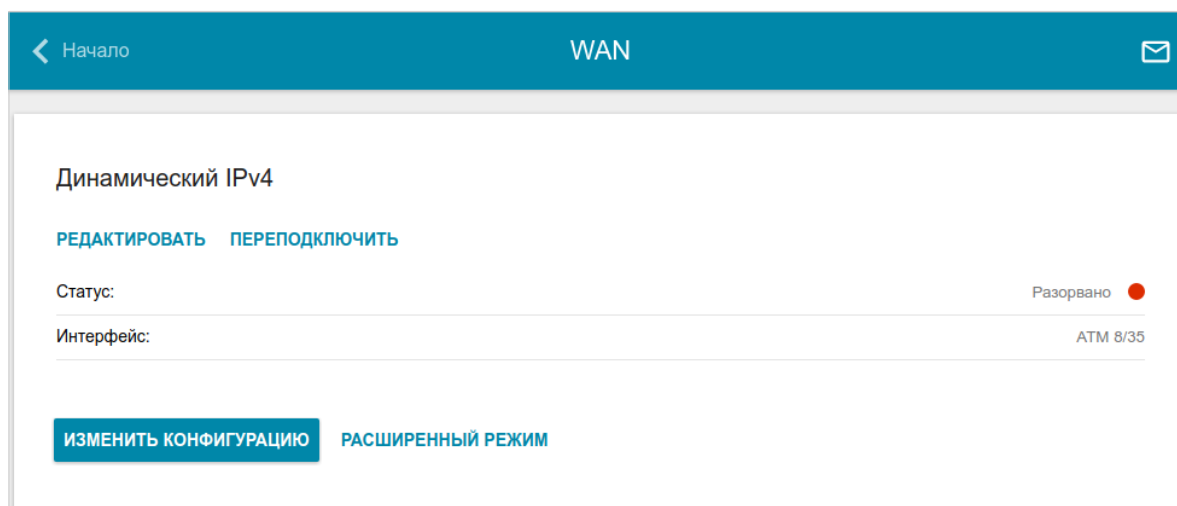 Начало WAN
Динамический IPv4
РЕДАКТИРОВАТЬ ПЕРЕПОДКЛЮЧИТЬ
Статус: Разорвано
Интерфейс: ATM 8/35
ИЗМЕНИТЬ КОНФИГУРАЦИЮ РАСШИРЕННЫЙ РЕЖИМ